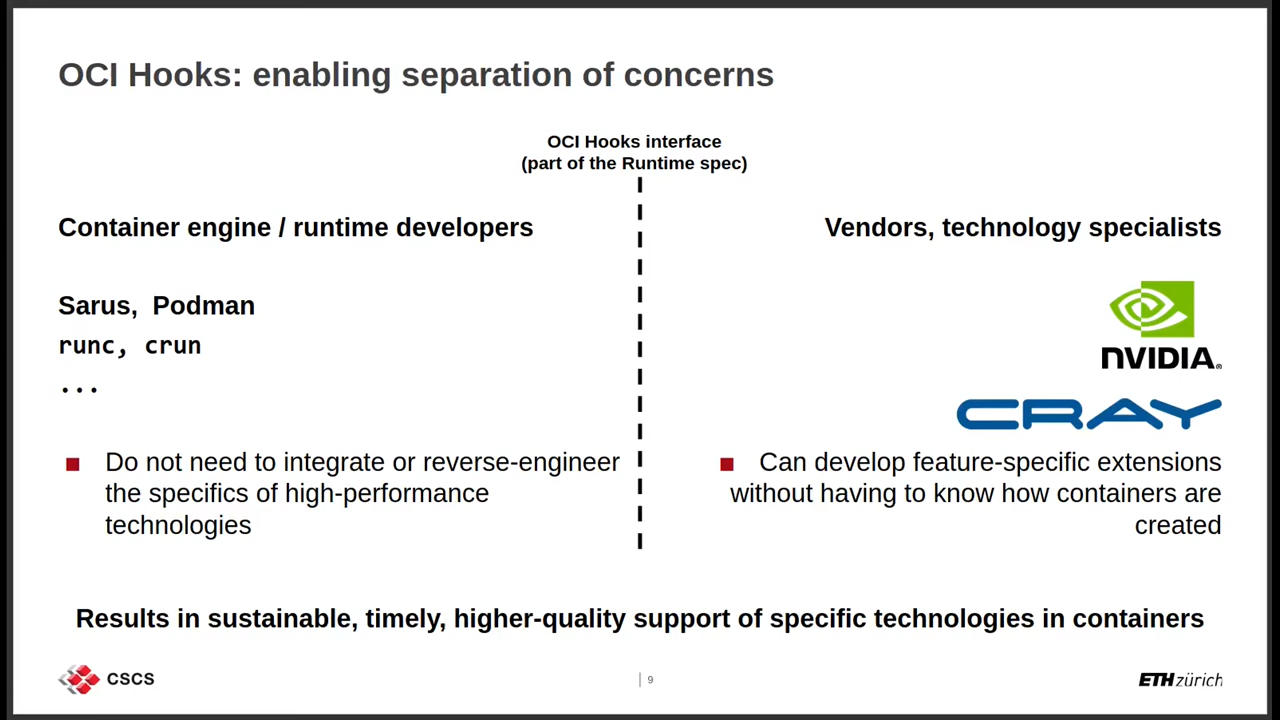 OCI Hooks: enabling separation of concerns
OCI Hooks interface
(part of the Runtime spec)
Container engine / runtime developers
Vendors, technology specialists
Sarus, Podman
runc, crun
...
NVIDIA®
CRAY
Do not need to integrate or reverse-engineer
the specifics of high-performance
technologies
Can develop feature-specific extensions
without having to know how containers are
created
Results in sustainable, timely, higher-quality support of specific technologies in containers
CSCS
9
ETH zürich